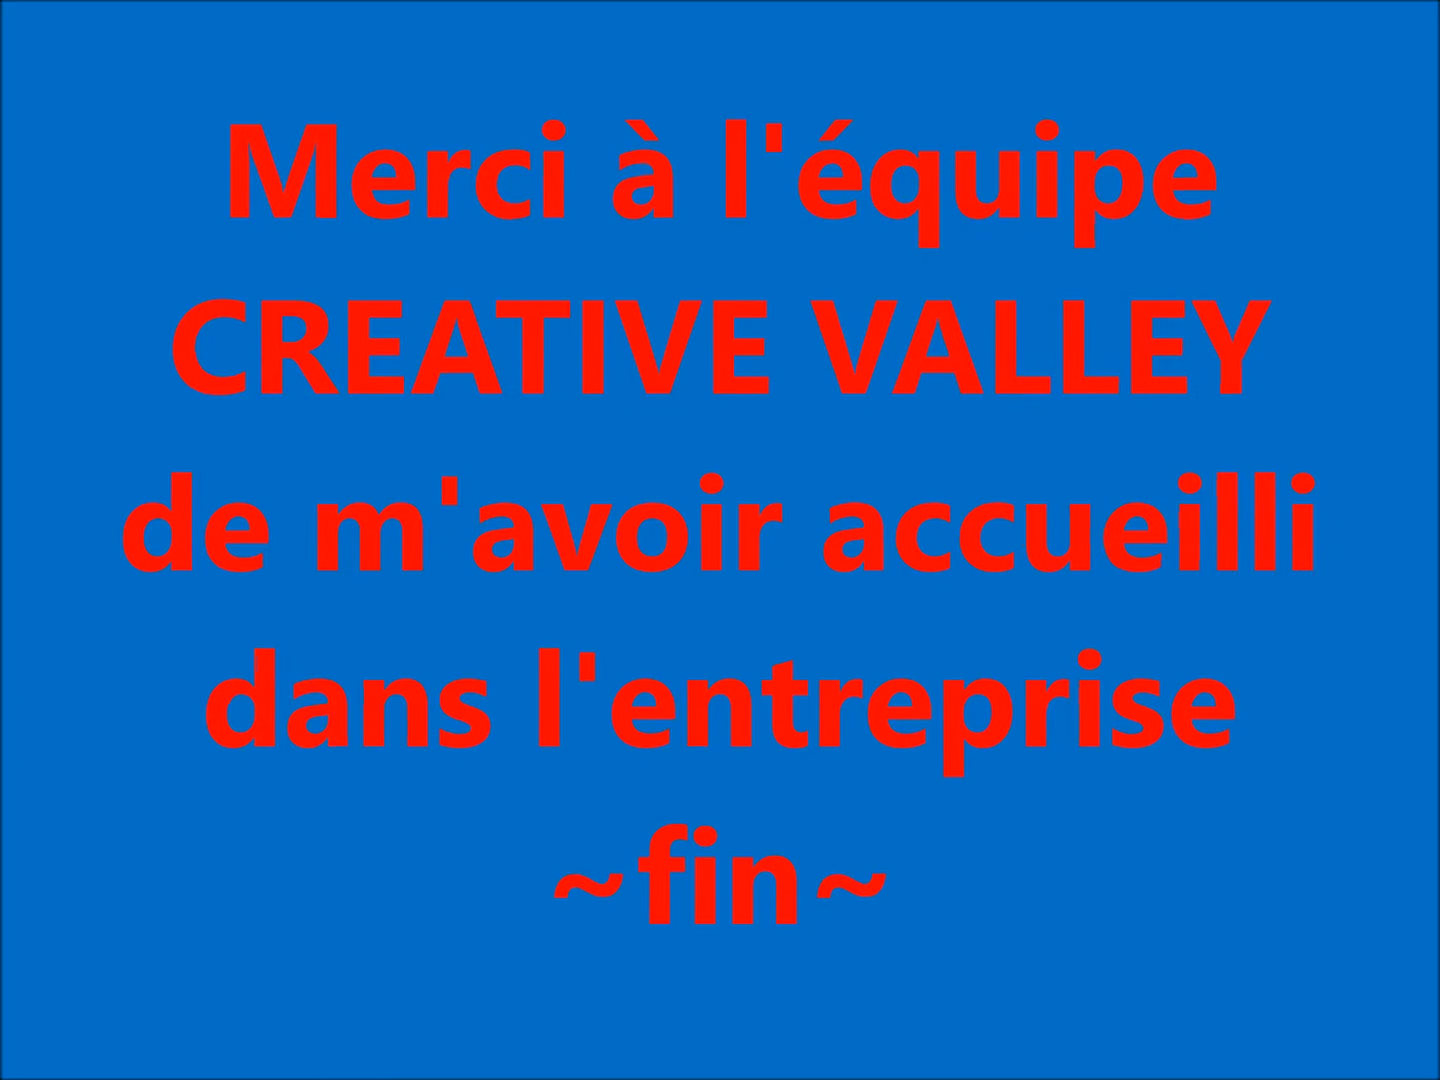 Merci à l'équipe
CREATIVE VALLEY
de m'avoir accueilli
dans l'entreprise
~fin~